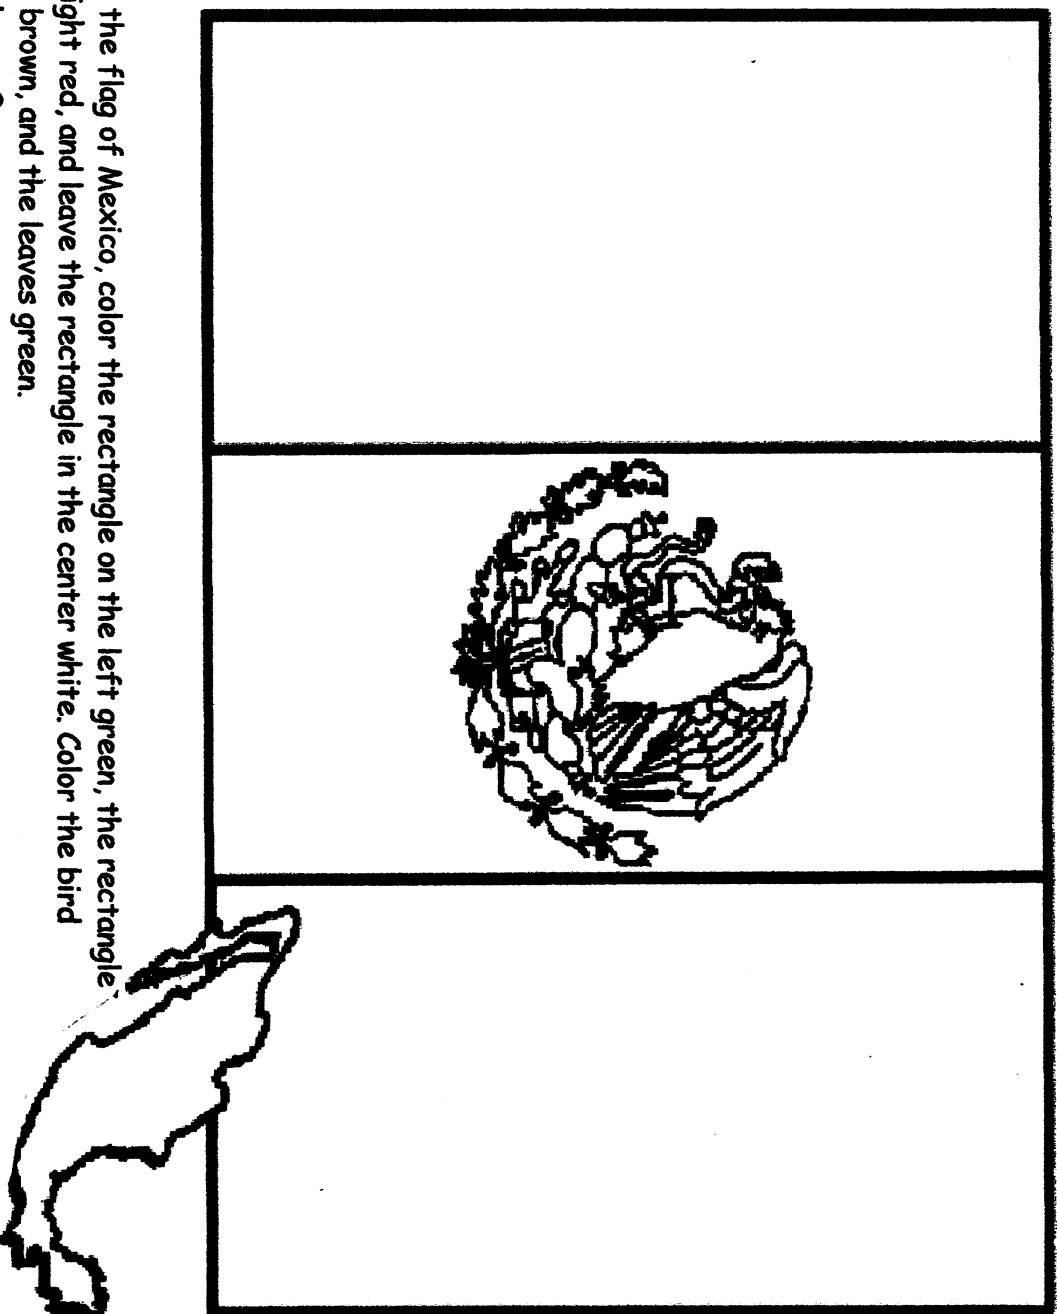 the flag of Mexico, color the rectangle on the left green, the rectangle
ight red, and leave the rectangle in the center white. Color the bird
brown, and the leaves green.